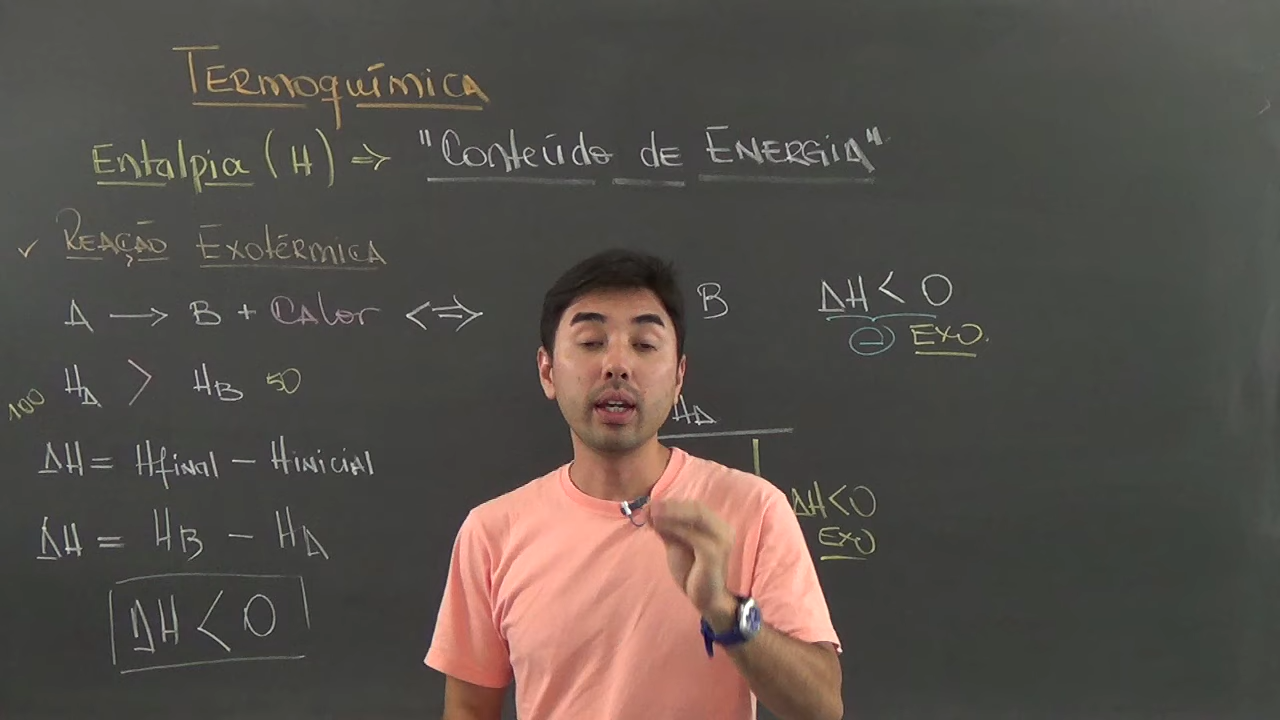 TERMOQUÍMICA
Entalpia (H) => "Conteúdo de ENERGIA"
✓ REAÇÃO EXOTÉRMICA
A → B + Calor <=> B ΔH < 0
(-) EXO.
100 HA > HB 50
HA
ΔH = Hfinal - Hinicial
ΔH < 0
EXO
ΔH = HB - HA
ΔH < 0